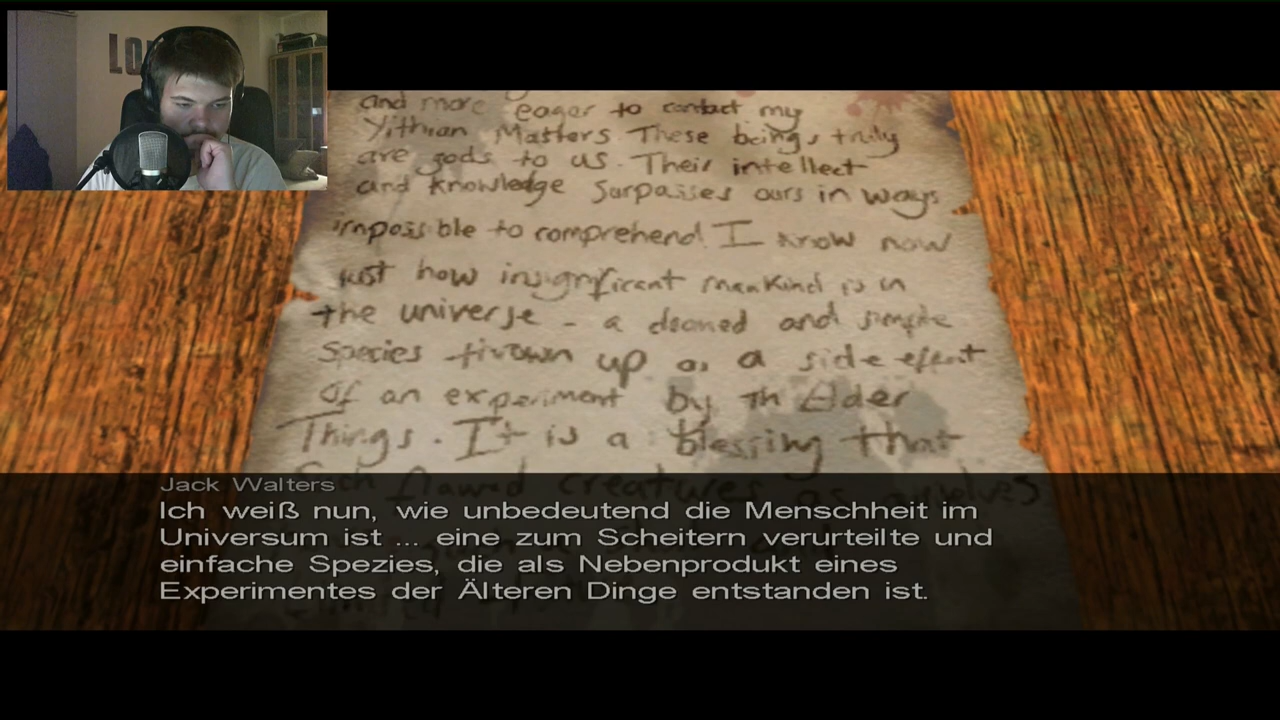 and more eager to contact my
Yithian Masters These beings truly
are gods to us. Their intellect
and knowledge surpasses ours in ways
impossible to comprehend I know now
just how insignificant mankind is in
the universe - a doomed and simple
species thrown up as a side effect
of an experiment by th Elder
Things. It is a blessing that
flawed creatures as
Jack Walters
Ich weiß nun, wie unbedeutend die Menschheit im
Universum ist ... eine zum Scheitern verurteilte und
einfache Spezies, die als Nebenprodukt eines
Experimentes der Älteren Dinge entstanden ist.